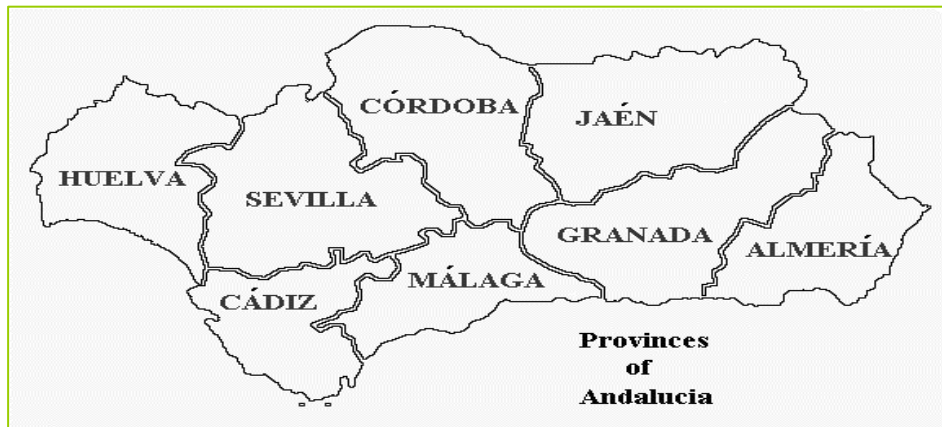 CÓRDOBA
JAÉN
HUELVA
SEVILLA
GRANADA
ALMERÍA
MÁLAGA
CÁDIZ
Provinces
of
Andalucia